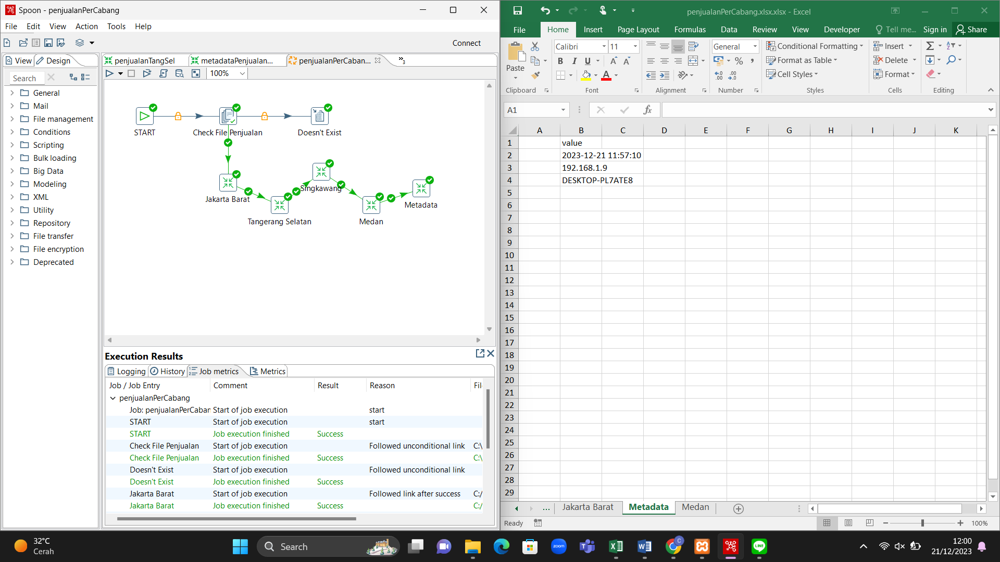 Spoon - penjualanPerCabang
File Edit View Action Tools Help
Connect
View Design
Search
General
Mail
File management
Conditions
Scripting
Bulk loading
Big Data
Modeling
XML
Utility
Repository
File transfer
File encryption
Deprecated
penjualanTangSel metadataPenjualan... penjualanPerCaban... »3
100%
START Check File Penjualan Doesn't Exist
Singkawang
Jakarta Barat Metadata
Tangerang Selatan Medan
Execution Results
Logging History Job metrics Metrics
Job / Job Entry Comment Result Reason Fil
penjualanPerCabang
Job: penjualanPerCabar Start of job execution start
START Start of job execution start
START Job execution finished Success
Check File Penjualan Start of job execution Followed unconditional link C:\
Check File Penjualan Job execution finished Success C:\
Doesn't Exist Start of job execution Followed unconditional link
Doesn't Exist Job execution finished Success
Jakarta Barat Start of job execution Followed link after success C:/
Jakarta Barat Job execution finished Success C:/
penjualanPerCabang.xlsx.xlsx - Excel
File Home Insert Page Layout Formulas Data Review View Developer Tell me... Sign in Share
Paste
Calibri 11
B I U
General
Conditional Formatting
Format as Table
Cell Styles
Insert
Delete
Format
Clipboard Font Alignment Number Styles Cells Editing
A1 fx
A B C D E F G H I J K
1 value
2 2023-12-21 11:57:10
3 192.168.1.9
4 DESKTOP-PL7ATE8
5
6
7
8
9
10
11
12
13
14
15
16
17
18
19
20
21
22
23
24
25
26
27
28
29
... Jakarta Barat Metadata Medan
Ready 100%
32°C
Cerah
Search
zoom
12:00
21/12/2023